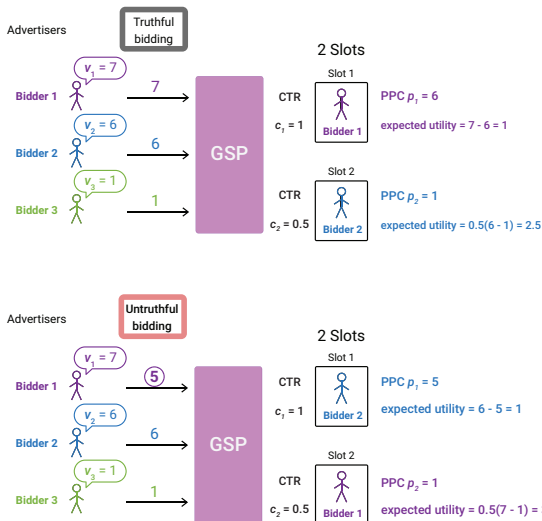 Advertisers
Truthful
bidding
2 Slots
v₁ = 7
Slot 1
Bidder 1
7
CTR
PPC p₁ = 6
c₁ = 1
Bidder 1
expected utility = 7 - 6 = 1
v₂ = 6
Bidder 2
6
GSP
Slot 2
v₃ = 1
CTR
PPC p₂ = 1
Bidder 3
1
c₂ = 0.5
Bidder 2
expected utility = 0.5(6 - 1) = 2.5
Advertisers
Untruthful
bidding
2 Slots
v₁ = 7
Slot 1
Bidder 1
5
CTR
PPC p₁ = 5
c₁ = 1
Bidder 2
expected utility = 6 - 5 = 1
v₂ = 6
Bidder 2
6
GSP
Slot 2
v₃ = 1
CTR
PPC p₂ = 1
Bidder 3
1
c₂ = 0.5
Bidder 1
expected utility = 0.5(7 - 1) =